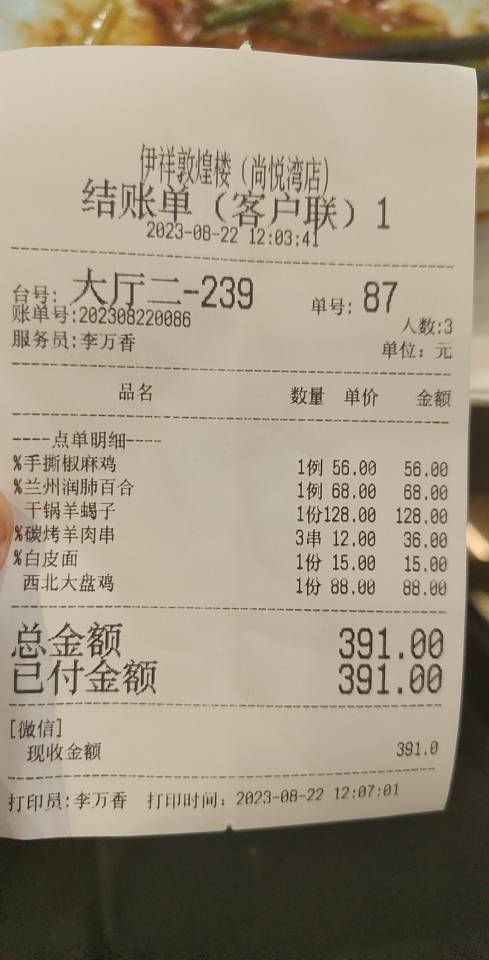 伊祥敦煌楼（尚悦湾店）
结账单（客户联）1
2023-08-22 12:03:41
台号: 大厅二-239 单号: 87
账单号:202308220086 人数:3
服务员:李万香 单位: 元
品名 数量 单价 金额
----点单明细----
%手撕椒麻鸡 1例 56.00 56.00
%兰州润肺百合 1例 68.00 68.00
干锅羊蝎子 1份128.00 128.00
%碳烤羊肉串 3串 12.00 36.00
%白皮面 1份 15.00 15.00
西北大盘鸡 1份 88.00 88.00
总金额 391.00
已付金额 391.00
[微信]
现收金额 391.0
打印员:李万香 打印时间: 2023-08-22 12:07:01